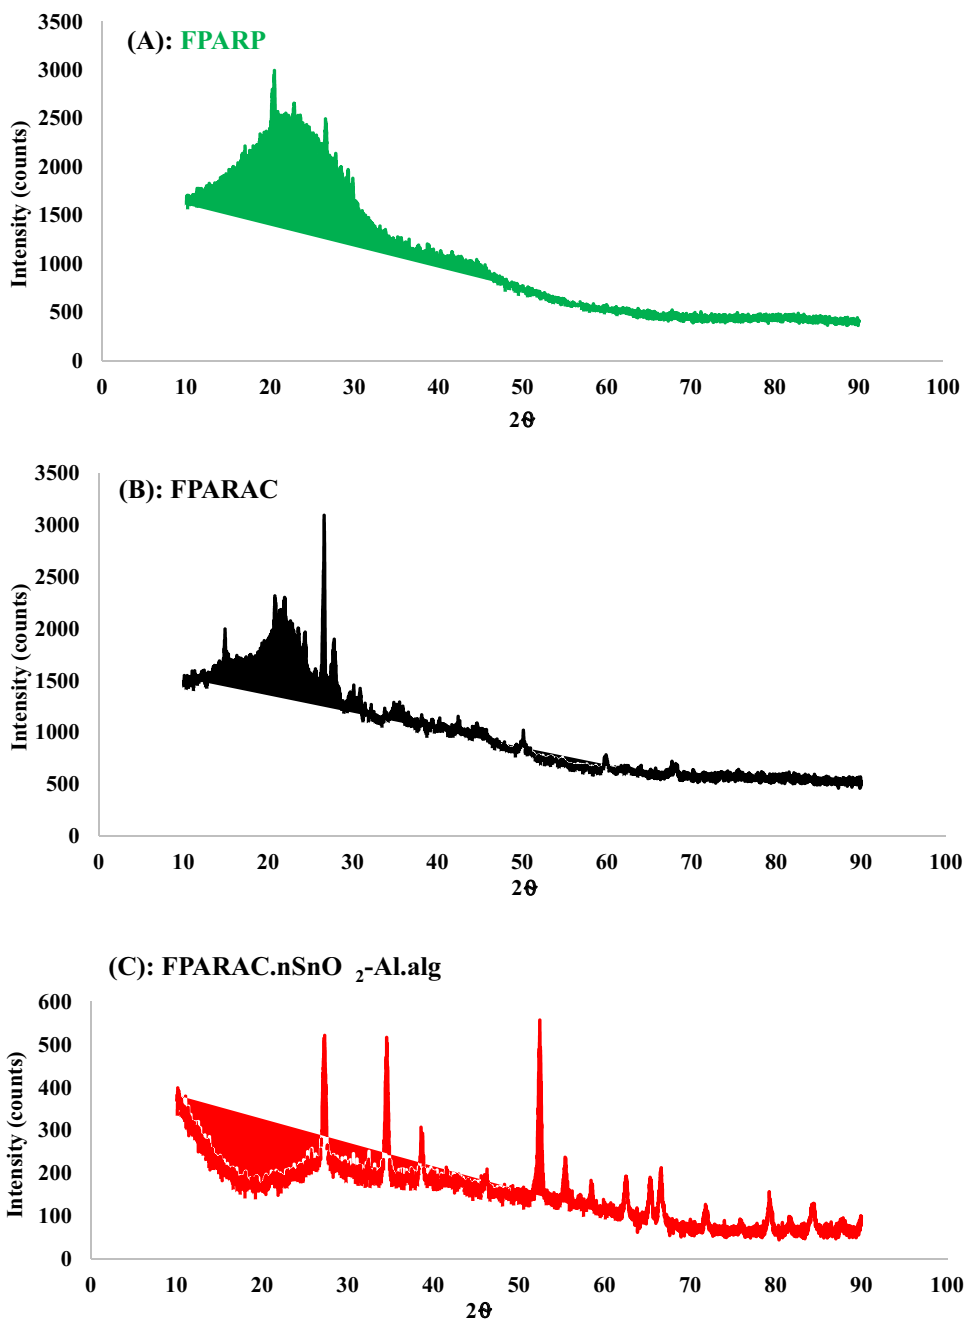 (A): FPARP
Intensity (counts)
3500
3000
2500
2000
1500
1000
500
0
0 10 20 30 40 50 60 70 80 90 100
2ϑ
(B): FPARAC
Intensity (counts)
3500
3000
2500
2000
1500
1000
500
0
0 10 20 30 40 50 60 70 80 90 100
2ϑ
(C): FPARAC.nSnO 2-Al.alg
Intensity (counts)
600
500
400
300
200
100
0
0 10 20 30 40 50 60 70 80 90 100
2ϑ